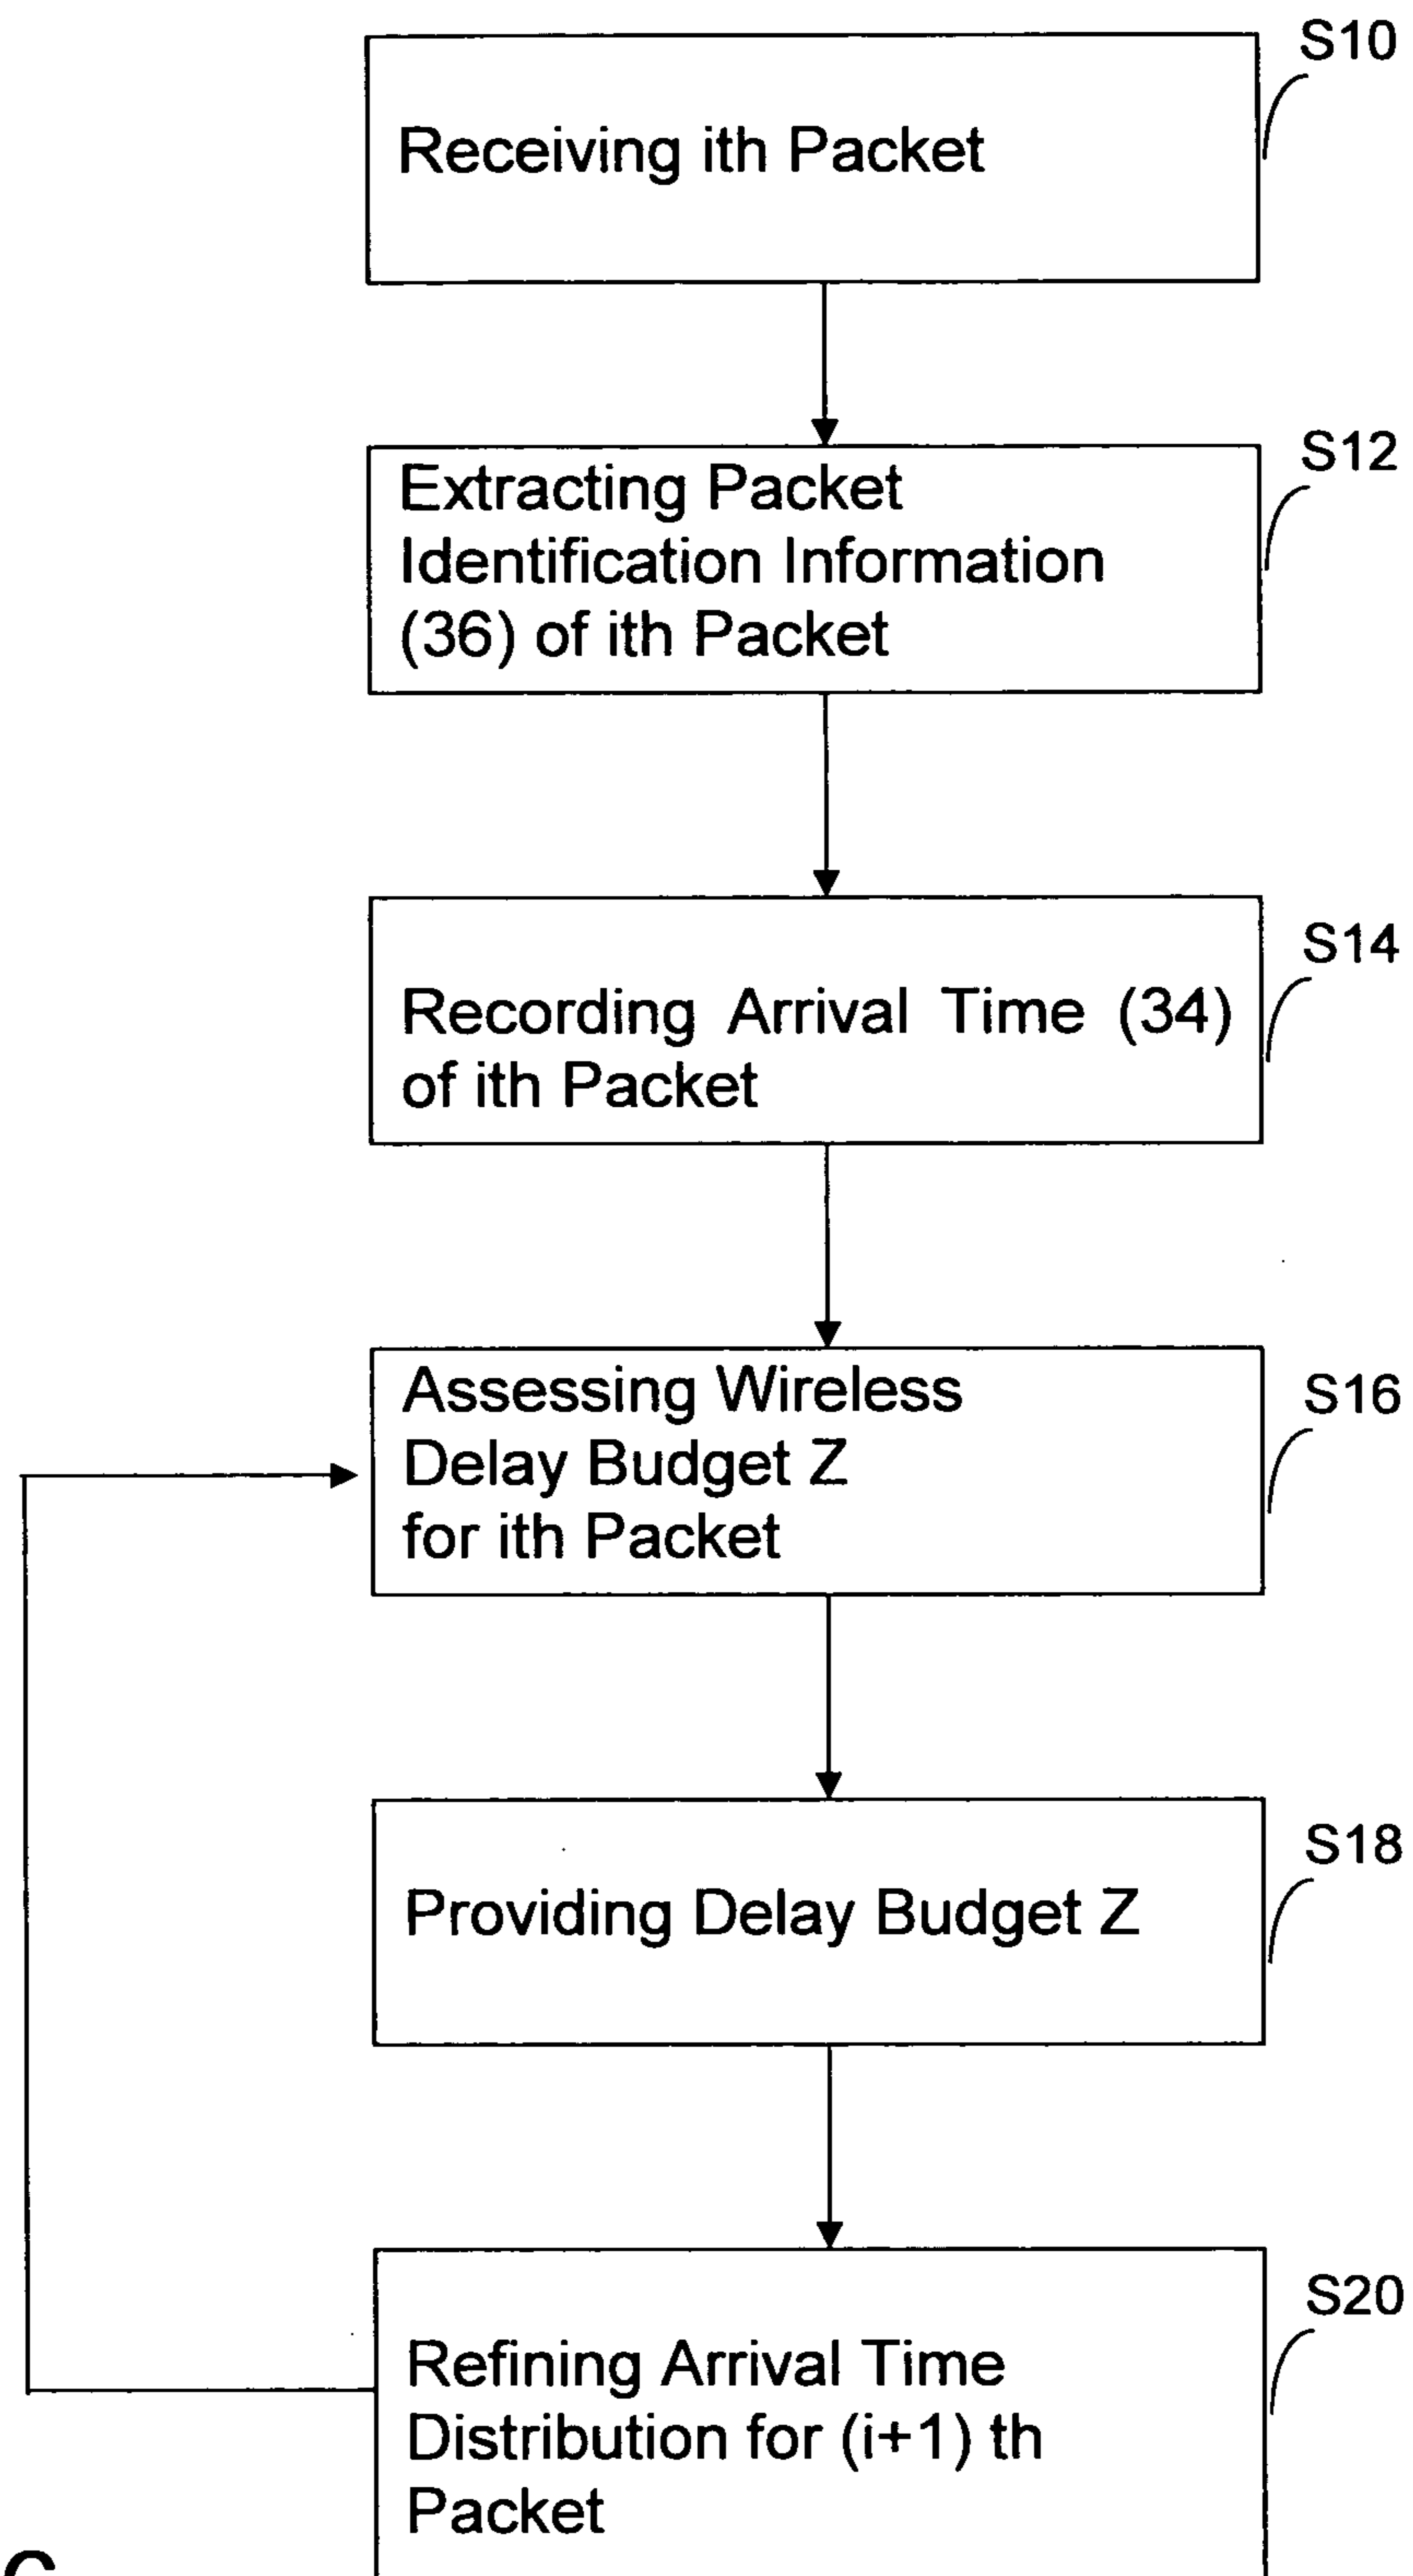 S10
Receiving ith Packet
S12
Extracting Packet
Identification Information
(36) of ith Packet
S14
Recording Arrival Time (34)
of ith Packet
S16
Assessing Wireless
Delay Budget Z
for ith Packet
S18
Providing Delay Budget Z
S20
Refining Arrival Time
Distribution for (i+1) th
Packet